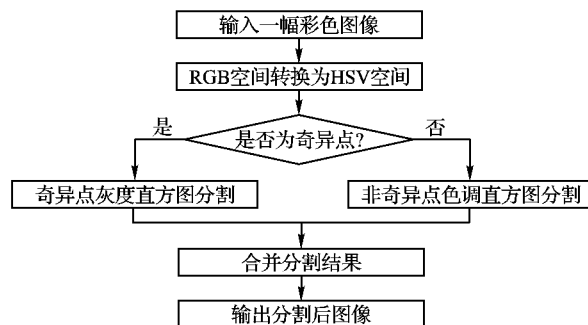 输入一幅彩色图像
RGB空间转换为HSV空间
是否为奇异点?
是
否
奇异点灰度直方图分割
非奇异点色调直方图分割
合并分割结果
输出分割后图像